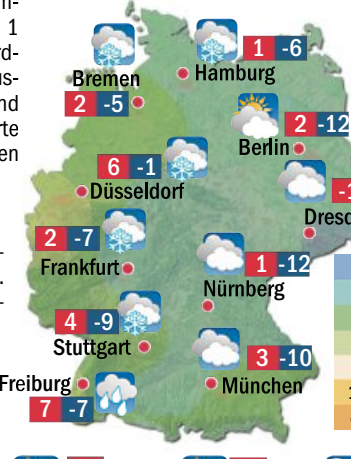 1 -6
Hamburg
Bremen
2 -5
2 -12
Berlin
6 -1
Düsseldorf
2 -7
Frankfurt
1 -12
Nürnberg
4 -9
Stuttgart
3 -10
München
Freiburg
7 -7